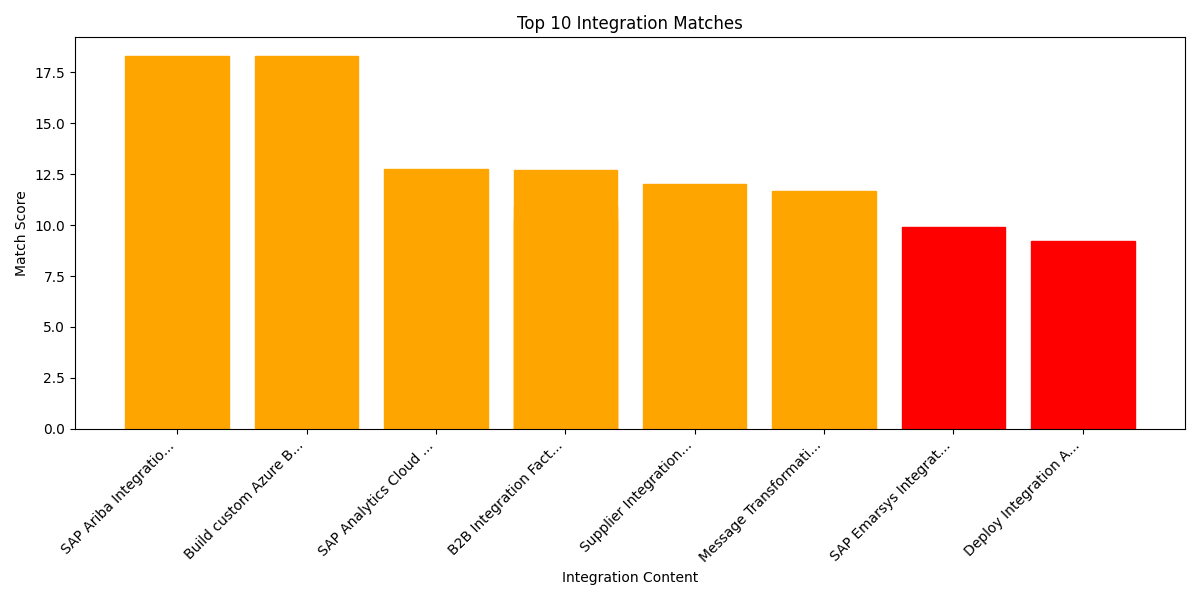 Top 10 Integration Matches
Match Score
17.5
15.0
12.5
10.0
7.5
5.0
2.5
0.0
SAP Ariba Integratio...
Build custom Azure B...
SAP Analytics Cloud ...
B2B Integration Fact...
Supplier Integration...
Message Transformati...
SAP Emarsys Integrat...
Deploy Integration A...
Integration Content